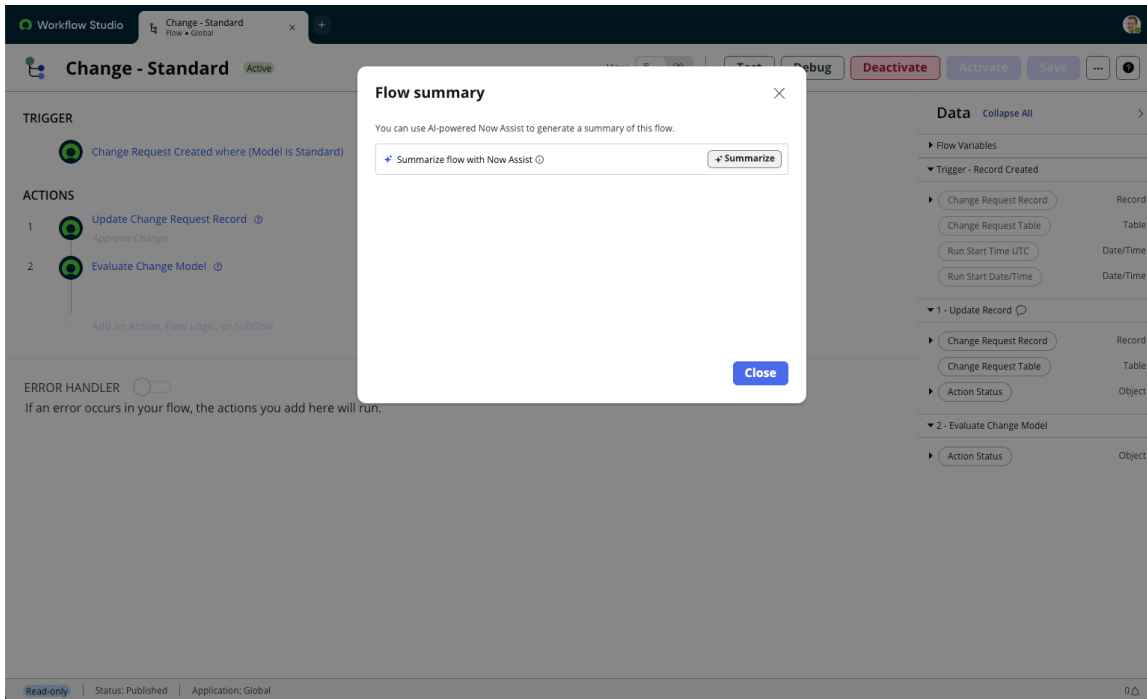 Workflow Studio
Change - Standard
Flow • Global
Change - Standard
Active
Test
Debug
Deactivate
Activate
Save
TRIGGER
Change Request Created where (Model is Standard)
ACTIONS
1
Update Change Request Record
Approve Change
2
Evaluate Change Model
Add an Action, Flow Logic, or Subflow
ERROR HANDLER
If an error occurs in your flow, the actions you add here will run.
Flow summary
You can use AI-powered Now Assist to generate a summary of this flow.
Summarize flow with Now Assist
Summarize
Close
Data Collapse All
Flow Variables
Trigger - Record Created
Change Request Record Record
Change Request Table Table
Run Start Time UTC Date/Time
Run Start Date/Time Date/Time
1 - Update Record
Change Request Record Record
Change Request Table Table
Action Status Object
2 - Evaluate Change Model
Action Status Object
Read-only Status: Published Application: Global
0